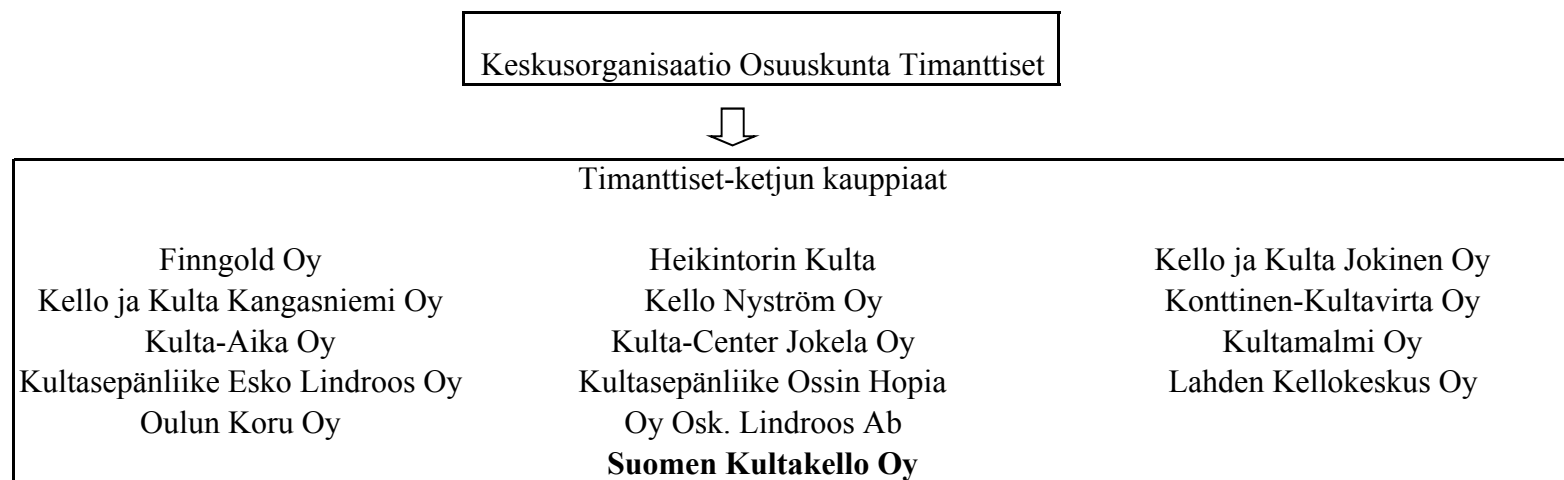 Keskusorganisaatio Osuuskunta Timanttiset
Timanttiset-ketjun kauppiaat
Finngold Oy Heikintorin Kulta Kello ja Kulta Jokinen Oy
Kello ja Kulta Kangasniemi Oy Kello Nyström Oy Konttinen-Kultavirta Oy
Kulta-Aika Oy Kulta-Center Jokela Oy Kultamalmi Oy
Kultasepänliike Esko Lindroos Oy Kultasepänliike Ossin Hopia Lahden Kellokeskus Oy
Oulun Koru Oy Oy Osk. Lindroos Ab
Suomen Kultakello Oy